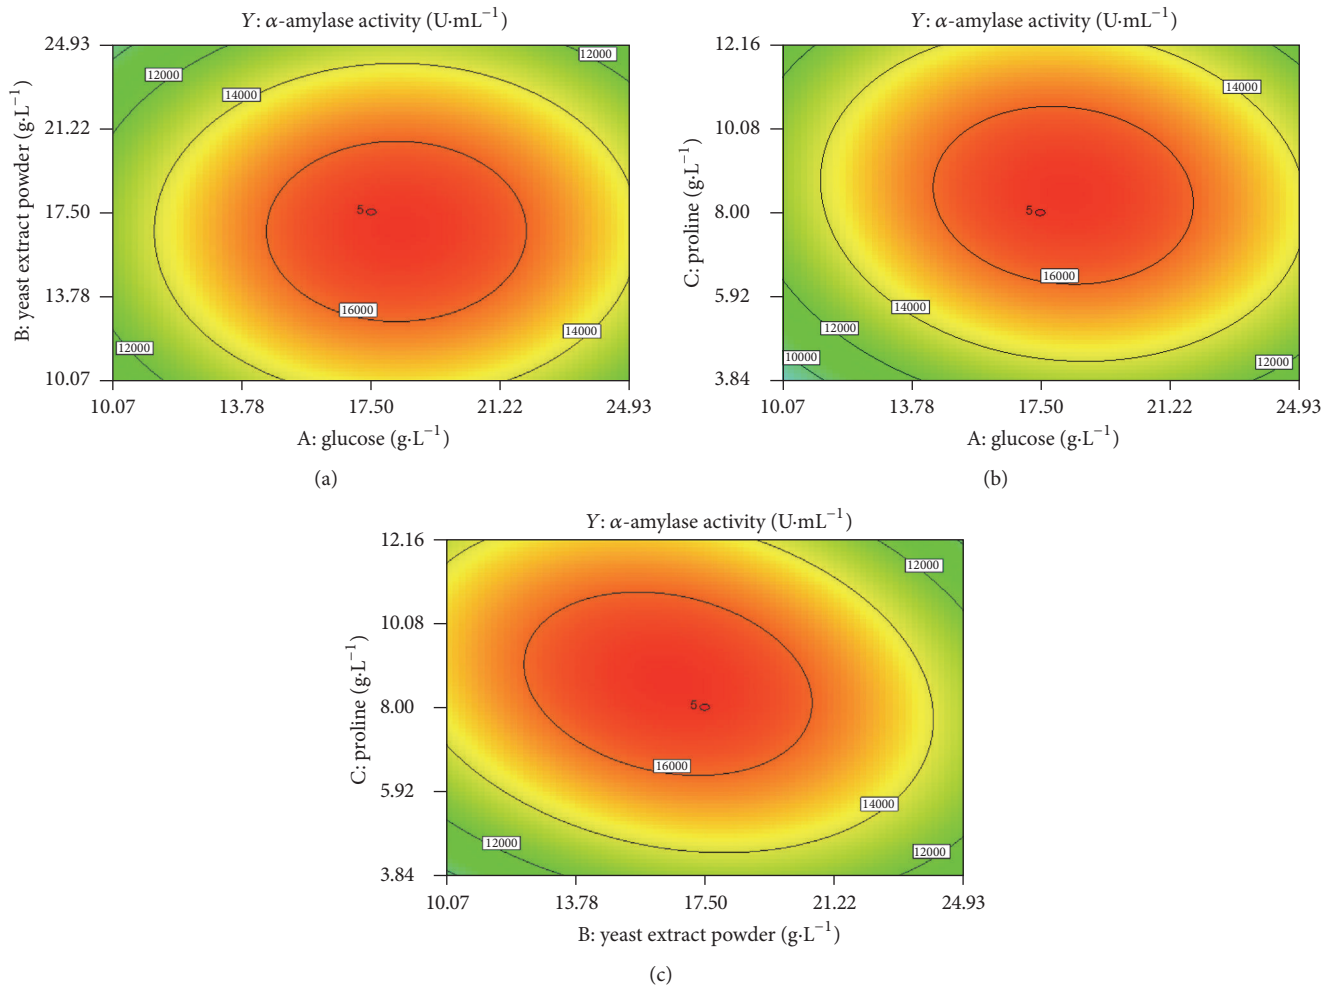 Y: α-amylase activity (U·mL⁻¹)
24.93
21.22
17.50
13.78
10.07
B: yeast extract powder (g·L⁻¹)
12000
12000
14000
5
16000
14000
12000
10.07 13.78 17.50 21.22 24.93
A: glucose (g·L⁻¹)
(a)
Y: α-amylase activity (U·mL⁻¹)
12.16
10.08
8.00
5.92
3.84
C: proline (g·L⁻¹)
14000
5
16000
14000
12000
10000
12000
10.07 13.78 17.50 21.22 24.93
A: glucose (g·L⁻¹)
(b)
Y: α-amylase activity (U·mL⁻¹)
12.16
10.08
8.00
5.92
3.84
C: proline (g·L⁻¹)
12000
5
16000
14000
12000
12000
10.07 13.78 17.50 21.22 24.93
B: yeast extract powder (g·L⁻¹)
(c)